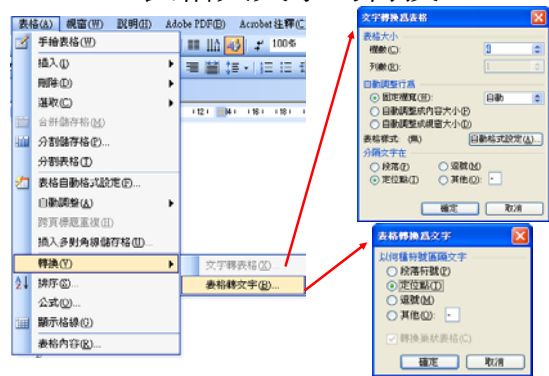 表格(A) 視窗(W) 說明(H) Adobe PDF(B) Acrobat 注釋(C
手繪表格(W)
插入(I)
刪除(D)
選取(C)
合併儲存格(M)
分割儲存格(P)...
分割表格(T)
表格自動格式設定(F)...
自動調整(A)
跨頁標題重複(H)
插入多對角線儲存格(U)...
轉換(V)
排序(S)...
公式(O)...
顯示格線(G)
表格內容(R)...
文字轉表格(X)...
表格轉文字(B)...
100%
文字轉換為表格
表格大小
欄數(C):
列數(R):
1
自動調整行為
固定欄寬(W): 自動
自動調整成內容大小(F)
自動調整成視窗大小(D)
表格樣式: (無) 自動格式設定(A)...
分隔文字在
段落(P) 逗號(M)
定位點(T) 其他(O): -
確定 取消
表格轉換為文字
以何種符號區隔文字
段落符號(P)
定位點(T)
逗號(M)
其他(O): -
轉換巢狀表格(C)
確定 取消